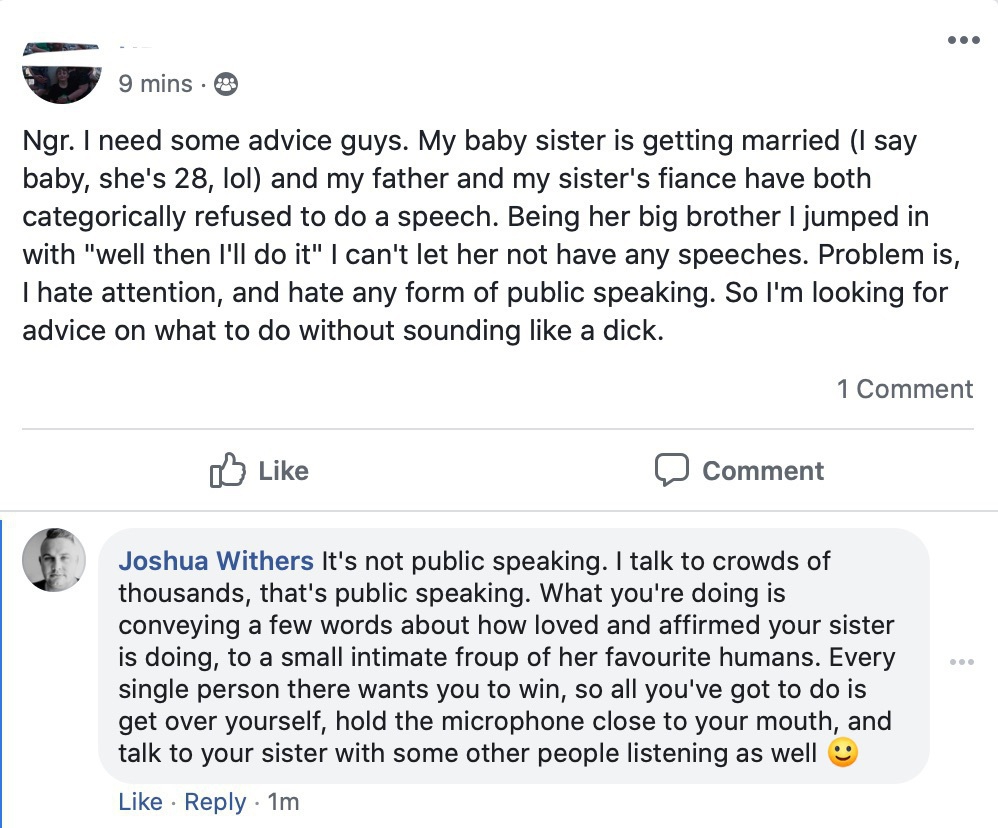 9 mins ·
Ngr. I need some advice guys. My baby sister is getting married (I say
baby, she's 28, lol) and my father and my sister's fiance have both
categorically refused to do a speech. Being her big brother I jumped in
with "well then I'll do it" I can't let her not have any speeches. Problem is,
I hate attention, and hate any form of public speaking. So I'm looking for
advice on what to do without sounding like a dick.
1 Comment
Like Comment
Joshua Withers It's not public speaking. I talk to crowds of
thousands, that's public speaking. What you're doing is
conveying a few words about how loved and affirmed your sister
is doing, to a small intimate froup of her favourite humans. Every
single person there wants you to win, so all you've got to do is
get over yourself, hold the microphone close to your mouth, and
talk to your sister with some other people listening as well 🙂
Like · Reply · 1m